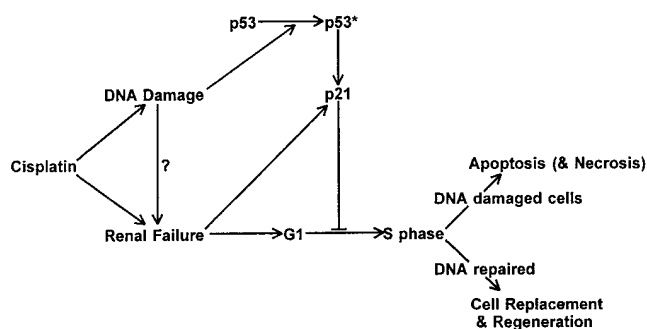 p53 p53*
DNA Damage
p21
Cisplatin
?
Apoptosis (& Necrosis)
DNA damaged cells
Renal Failure G1 S phase
DNA repaired
Cell Replacement
& Regeneration